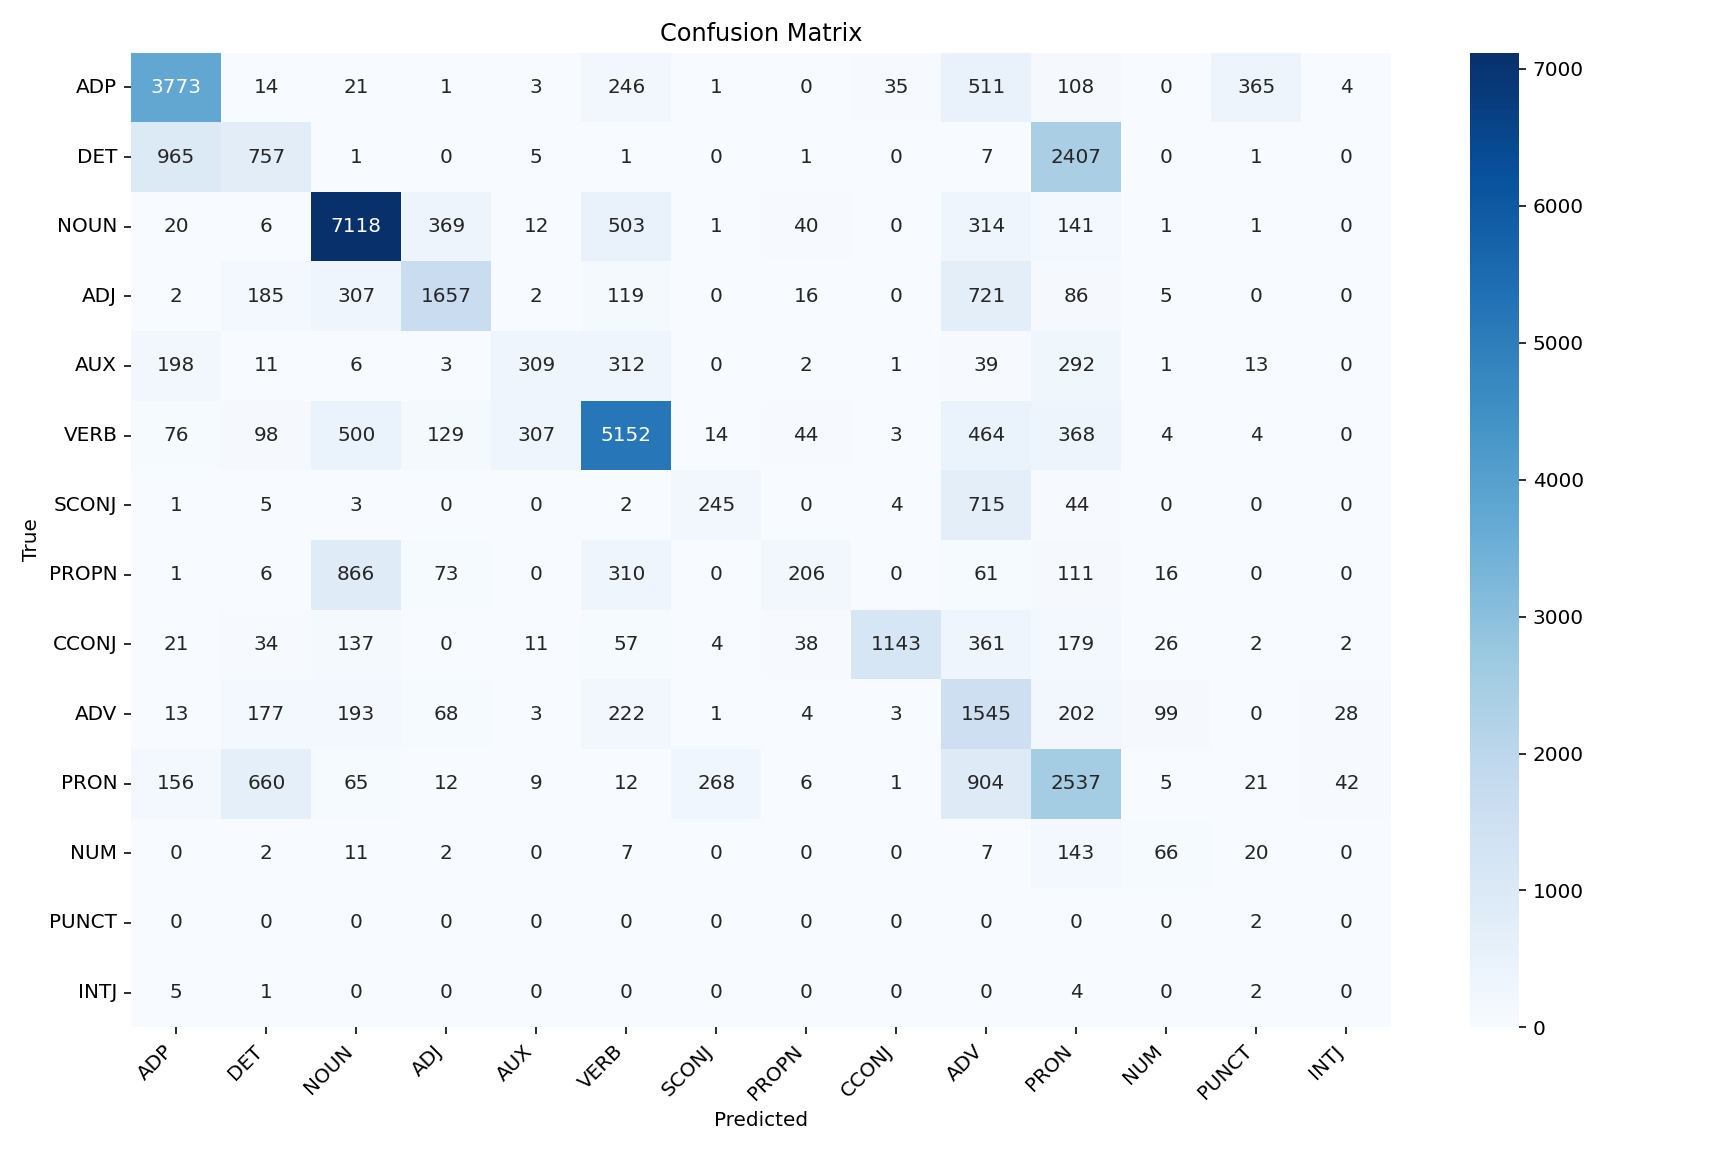 Confusion Matrix
ADP 3773 14 21 1 3 246 1 0 35 511 108 0 365 4
DET 965 757 1 0 5 1 0 1 0 7 2407 0 1 0
NOUN 20 6 7118 369 12 503 1 40 0 314 141 1 1 0
ADJ 2 185 307 1657 2 119 0 16 0 721 86 5 0 0
AUX 198 11 6 3 309 312 0 2 1 39 292 1 13 0
VERB 76 98 500 129 307 5152 14 44 3 464 368 4 4 0
SCONJ 1 5 3 0 0 2 245 0 4 715 44 0 0 0
PROPN 1 6 866 73 0 310 0 206 0 61 111 16 0 0
CCONJ 21 34 137 0 11 57 4 38 1143 361 179 26 2 2
ADV 13 177 193 68 3 222 1 4 3 1545 202 99 0 28
PRON 156 660 65 12 9 12 268 6 1 904 2537 5 21 42
NUM 0 2 11 2 0 7 0 0 0 7 143 66 20 0
PUNCT 0 0 0 0 0 0 0 0 0 0 0 0 2 0
INTJ 5 1 0 0 0 0 0 0 0 0 4 0 2 0
ADP DET NOUN ADJ AUX VERB SCONJ PROPN CCONJ ADV PRON NUM PUNCT INTJ
Predicted
True
7000
6000
5000
4000
3000
2000
1000
0